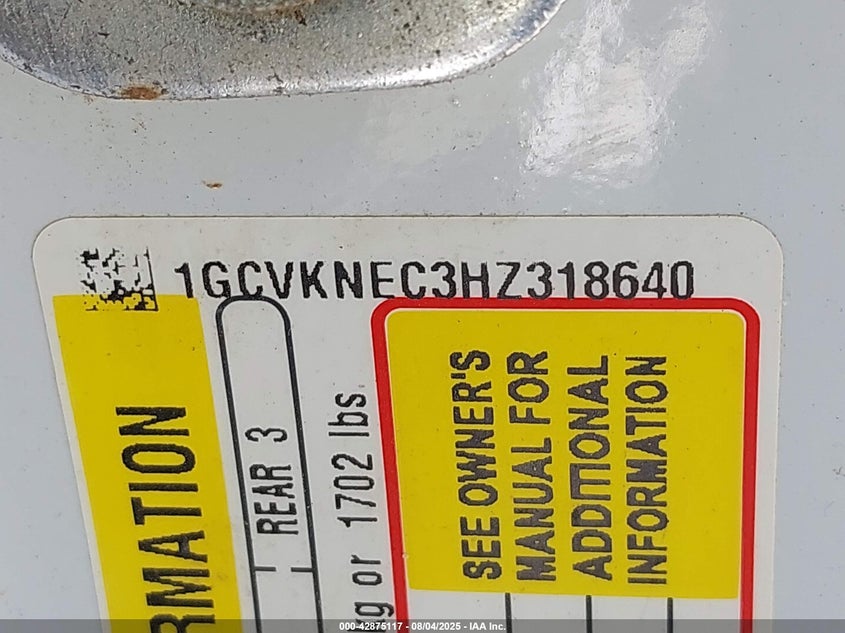 1GCVKNEC3HZ318640
RMATION
REAR 3
g or 1702 lbs.
SEE OWNER'S
MANUAL FOR
ADDITIONAL
INFORMATION
000-42875117 - 08/04/2025 - IAA Inc.